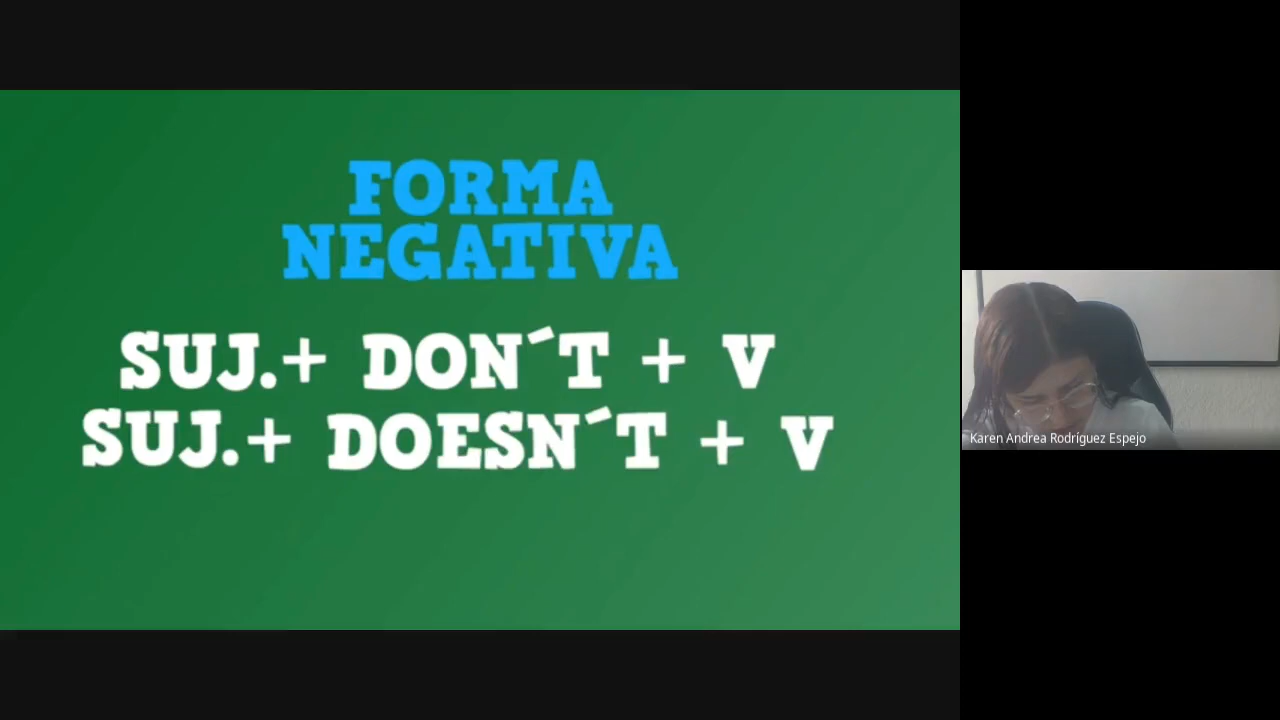 FORMA
NEGATIVA
SUJ.+ DON´T + V
SUJ.+ DOESN´T + V
Karen Andrea Rodríguez Espejo